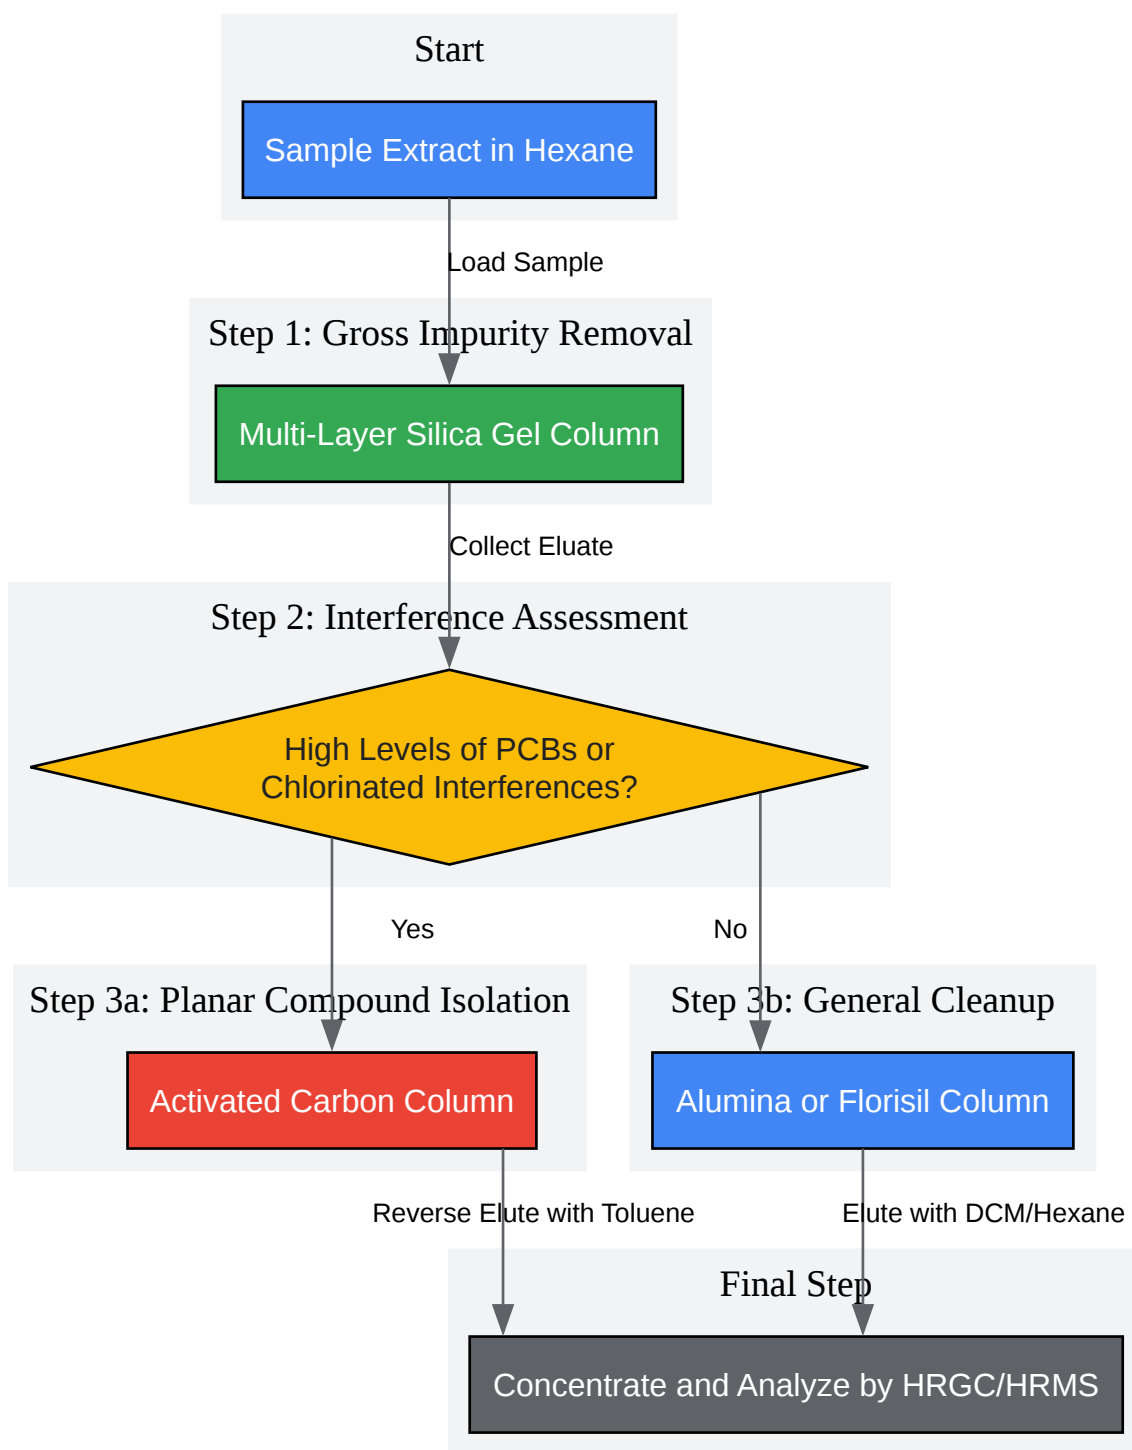 Start
Sample Extract in Hexane
Load Sample
Step 1: Gross Impurity Removal
Multi-Layer Silica Gel Column
Collect Eluate
Step 2: Interference Assessment
High Levels of PCBs or
Chlorinated Interferences?
Yes
No
Step 3a: Planar Compound Isolation
Activated Carbon Column
Step 3b: General Cleanup
Alumina or Florisil Column
Reverse Elute with Toluene
Elute with DCM/Hexane
Final Step
Concentrate and Analyze by HRGC/HRMS